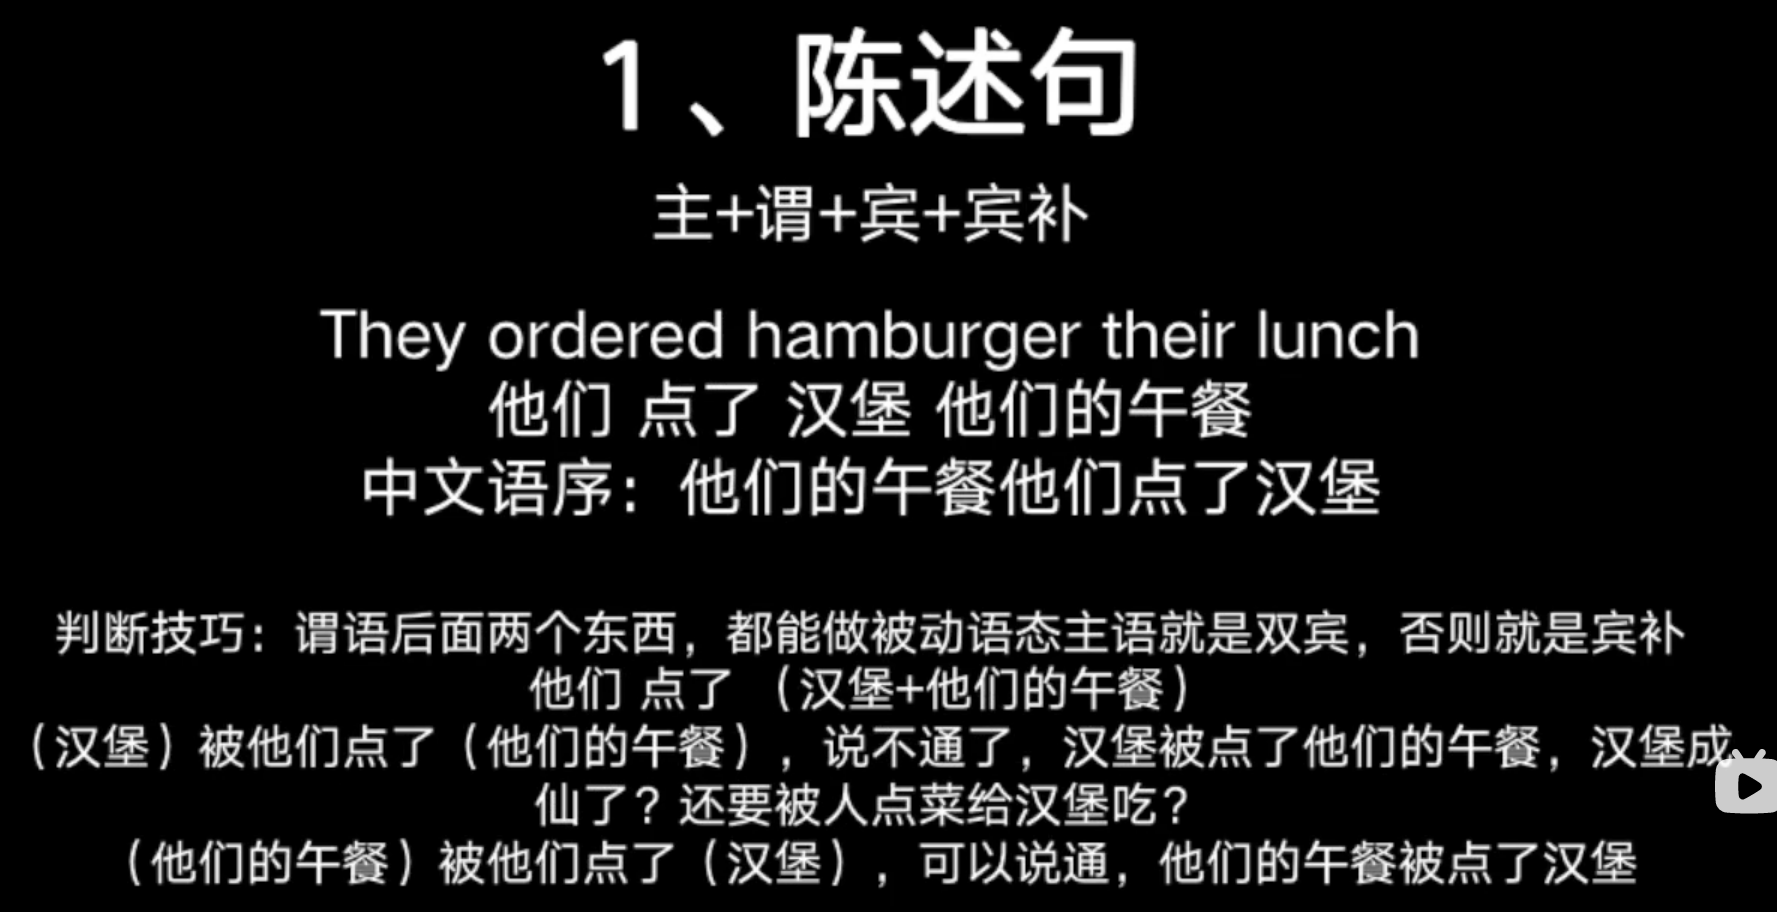 1、陈述句
主+谓+宾+宾补
They ordered hamburger their lunch
他们 点了 汉堡 他们的午餐
中文语序：他们的午餐他们点了汉堡
判断技巧：谓语后面两个东西，都能做被动语态主语就是双宾，否则就是宾补
他们 点了 （汉堡+他们的午餐）
（汉堡）被他们点了（他们的午餐），说不通了，汉堡被点了他们的午餐，汉堡成
仙了？还要被人点菜给汉堡吃？
（他们的午餐）被他们点了（汉堡），可以说通，他们的午餐被点了汉堡